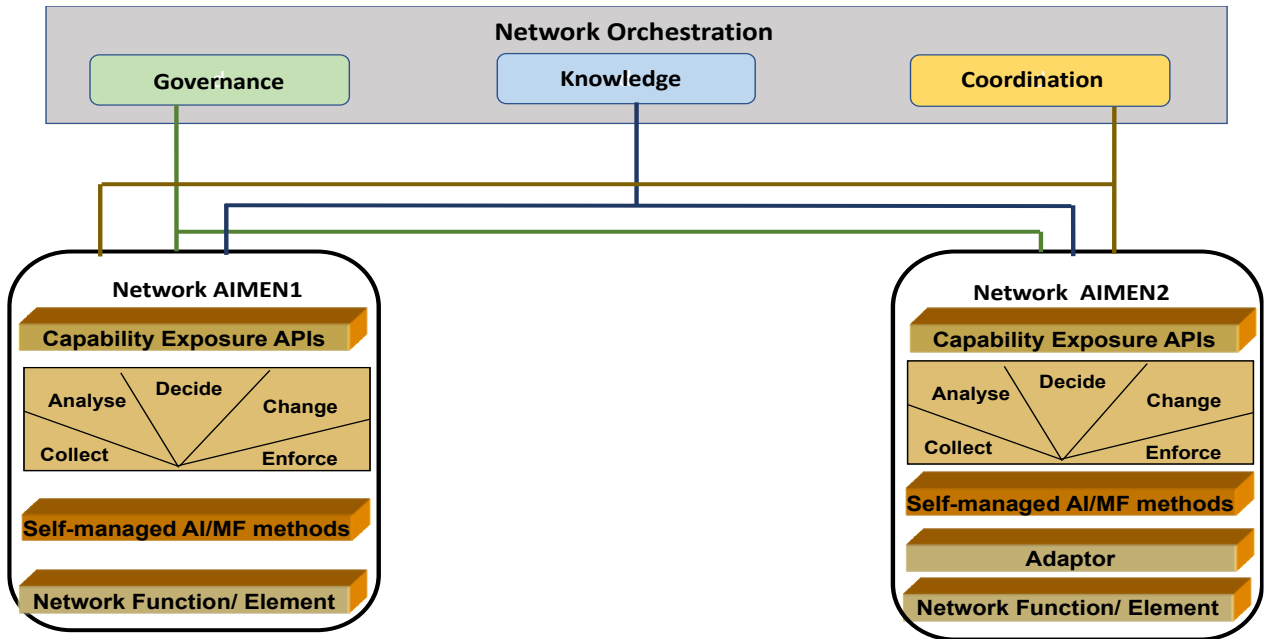 Network Orchestration
Governance
Knowledge
Coordination
Network AIMEN1
Capability Exposure APIs
Analyse
Decide
Change
Collect
Enforce
Self-managed AI/MF methods
Network Function/ Element
Network AIMEN2
Capability Exposure APIs
Analyse
Decide
Change
Collect
Enforce
Self-managed AI/MF methods
Adaptor
Network Function/ Element